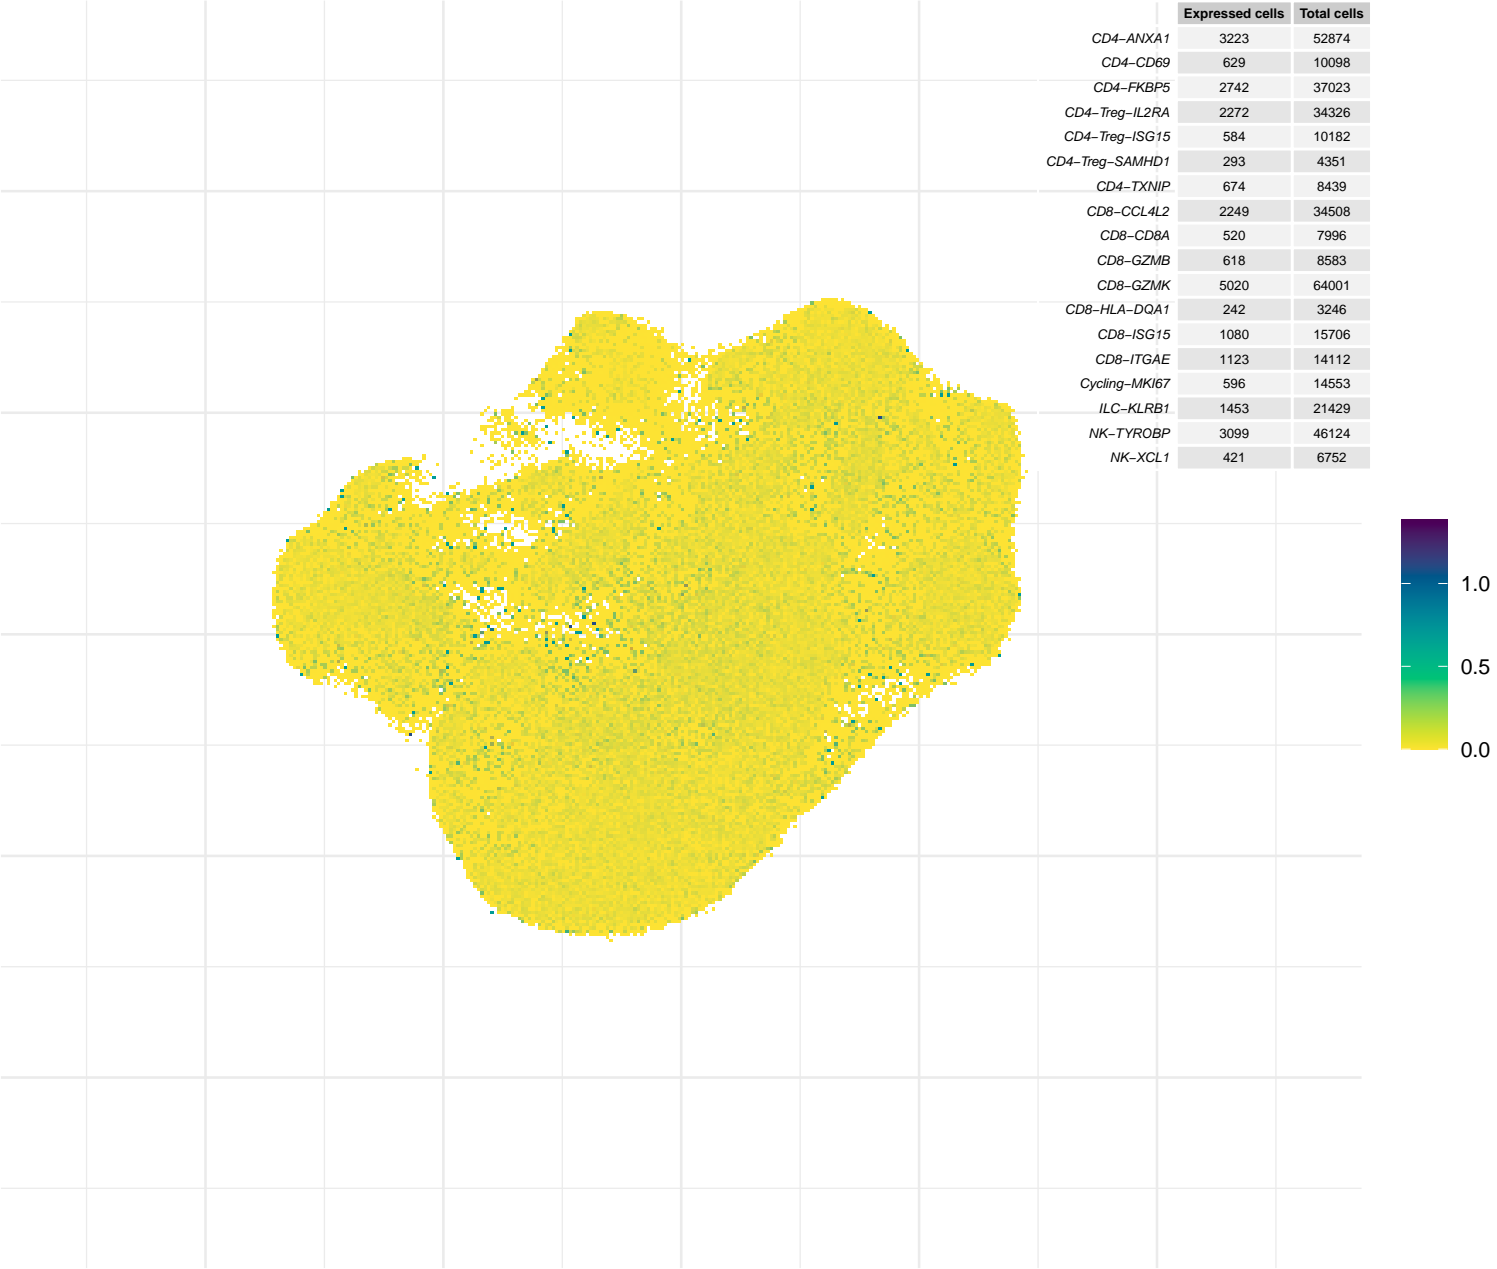 Expressed cells Total cells
CD4−ANXA1 3223 52874
CD4−CD69 629 10098
CD4−FKBP5 2742 37023
CD4−Treg−IL2RA 2272 34326
CD4−Treg−ISG15 584 10182
CD4−Treg−SAMHD1 293 4351
CD4−TXNIP 674 8439
CD8−CCL4L2 2249 34508
CD8−CD8A 520 7996
CD8−GZMB 618 8583
CD8−GZMK 5020 64001
CD8−HLA−DQA1 242 3246
CD8−ISG15 1080 15706
CD8−ITGAE 1123 14112
Cycling−MKI67 596 14553
ILC−KLRB1 1453 21429
NK−TYROBP 3099 46124
NK−XCL1 421 6752
1.0
0.5
0.0